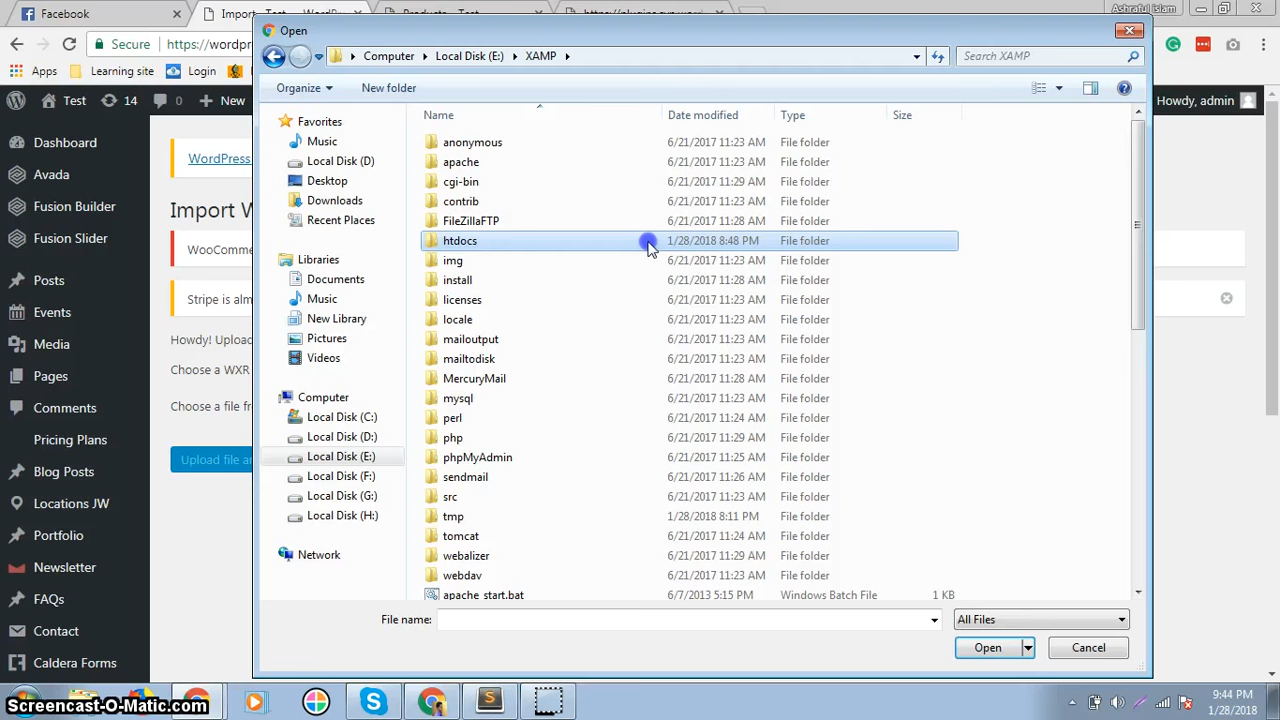 Facebook
Import ‹ Test — WordPr
Products – Test
https://plugins.svn.wordpr
Ashraful islam
Open
Secure
https://wordpr
Computer
Local Disk (E:)
XAMP
Search XAMP
Apps
Learning site
Login
Organize
New folder
Test
14
0
New
Howdy, admin
Name
Date modified
Type
Size
Favorites
Music
Local Disk (D)
Desktop
Downloads
Recent Places
Libraries
Documents
Music
New Library
Pictures
Videos
Computer
Local Disk (C:)
Local Disk (D:)
Local Disk (E:)
Local Disk (F:)
Local Disk (G:)
Local Disk (H:)
Network
anonymous 6/21/2017 11:23 AM File folder
apache 6/21/2017 11:23 AM File folder
cgi-bin 6/21/2017 11:29 AM File folder
contrib 6/21/2017 11:23 AM File folder
FileZillaFTP 6/21/2017 11:28 AM File folder
htdocs 1/28/2018 8:48 PM File folder
img 6/21/2017 11:23 AM File folder
install 6/21/2017 11:28 AM File folder
licenses 6/21/2017 11:23 AM File folder
locale 6/21/2017 11:23 AM File folder
mailoutput 6/21/2017 11:23 AM File folder
mailtodisk 6/21/2017 11:23 AM File folder
MercuryMail 6/21/2017 11:28 AM File folder
mysql 6/21/2017 11:23 AM File folder
perl 6/21/2017 11:24 AM File folder
php 6/21/2017 11:29 AM File folder
phpMyAdmin 6/21/2017 11:25 AM File folder
sendmail 6/21/2017 11:26 AM File folder
src 6/21/2017 11:23 AM File folder
tmp 1/28/2018 8:11 PM File folder
tomcat 6/21/2017 11:24 AM File folder
webalizer 6/21/2017 11:29 AM File folder
webdav 6/21/2017 11:23 AM File folder
apache_start.bat 6/7/2013 5:15 PM Windows Batch File 1 KB
File name:
All Files
Open
Cancel
Dashboard
Avada
Fusion Builder
Fusion Slider
Posts
Events
Media
Pages
Comments
Pricing Plans
Blog Posts
Locations JW
Portfolio
Newsletter
FAQs
Contact
Caldera Forms
WordPress
Import W
WooComme
Stripe is alm
Howdy! Upload
Choose a WXR
Choose a file fr
Upload file an
Screencast-O-Matic.com
9:44 PM
1/28/2018